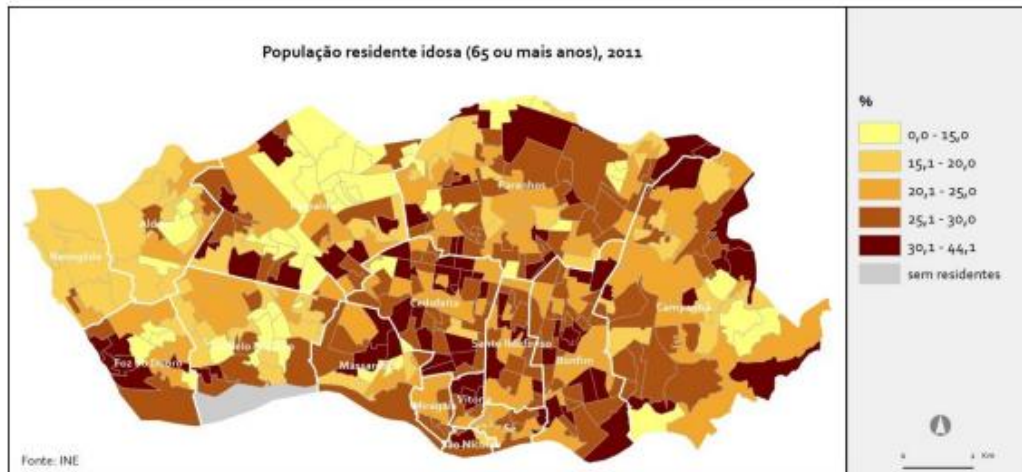 População residente idosa (65 ou mais anos), 2011
%
0,0 - 15,0
15,1 - 20,0
20,1 - 25,0
25,1 - 30,0
30,1 - 44,1
sem residentes
Paranhos
Nevogilde
Campanhã
Cedofeita
Santo Ildefonso
Foz do Douro
Bonfim
Vitória
Miragaia
Sé
São Nicolau
Km
Fonte: INE